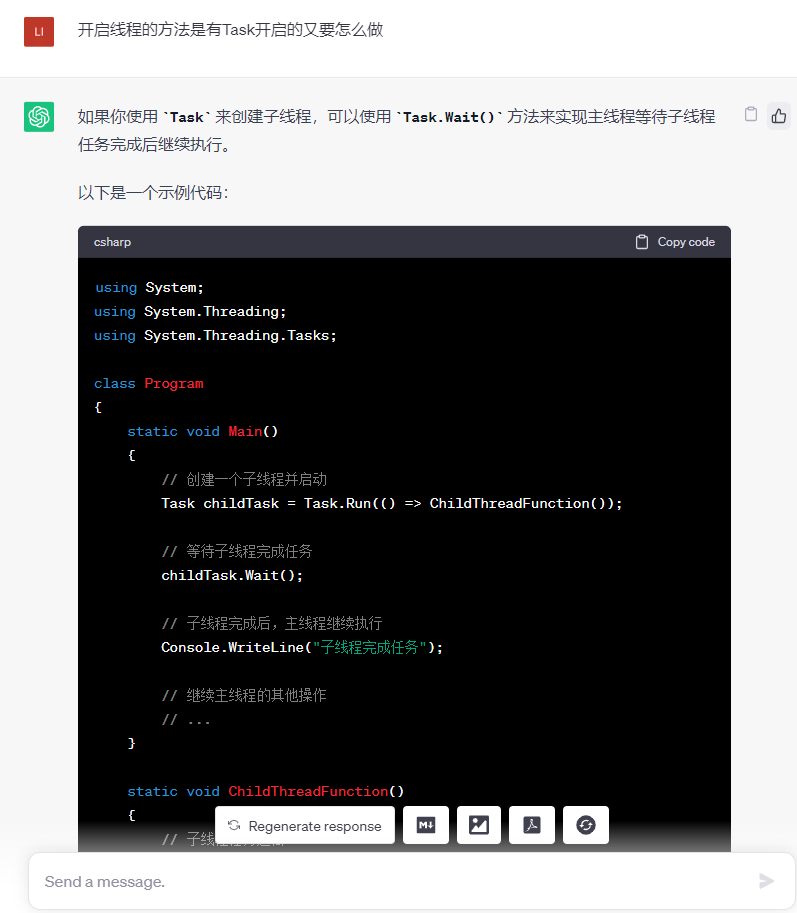 LI
开启线程的方法是有Task开启的又要怎么做
如果你使用 `Task` 来创建子线程，可以使用 `Task.Wait()` 方法来实现主线程等待子线程
任务完成后继续执行。
以下是一个示例代码：
csharp
Copy code
using System;
using System.Threading;
using System.Threading.Tasks;
class Program
{
static void Main()
{
// 创建一个子线程并启动
Task childTask = Task.Run(() => ChildThreadFunction());
// 等待子线程完成任务
childTask.Wait();
// 子线程完成后，主线程继续执行
Console.WriteLine("子线程完成任务");
// 继续主线程的其他操作
// ...
}
static void ChildThreadFunction()
{
// 子线
Regenerate response
M↓
Send a message.